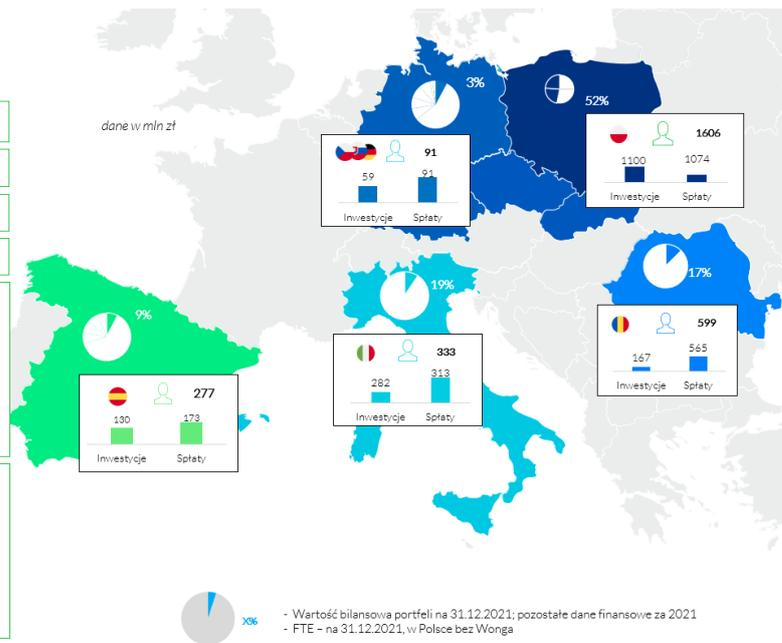 dane w mln zł
3%
91
59 91
Inwestycje Spłaty
52%
1606
1100 1074
Inwestycje Spłaty
9%
277
130 173
Inwestycje Spłaty
19%
333
282 313
Inwestycje Spłaty
17%
599
167 565
Inwestycje Spłaty
X%
- Wartość bilansowa portfeli na 31.12.2021; pozostałe dane finansowe za 2021
- FTE – na 31.12.2021, w Polsce bez Wonga